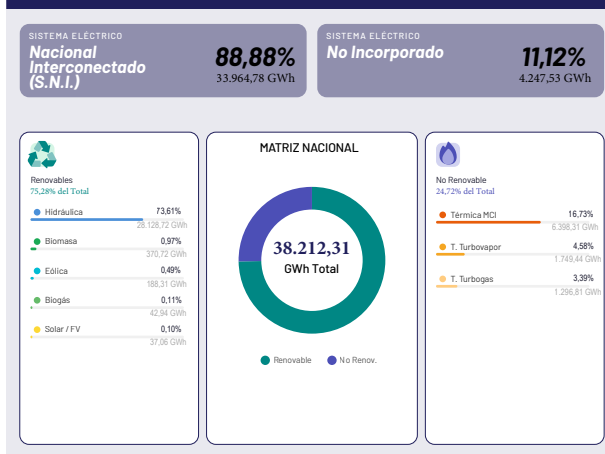 SISTEMA ELÉCTRICO
Nacional
Interconectado
(S.N.I.)
88,88%
33.964,78 GWh
SISTEMA ELÉCTRICO
No Incorporado
11,12%
4.247,53 GWh
Renovables
75,28% del Total
Hidráulica 73,61%
28.128,72 GWh
Biomasa 0,97%
370,72 GWh
Eólica 0,49%
188,31 GWh
Biogás 0,11%
42,94 GWh
Solar / FV 0,10%
37,06 GWh
MATRIZ NACIONAL
38.212,31
GWh Total
Renovable No Renov.
No Renovable
24,72% del Total
Térmica MCI 16,73%
6.398,31 GWh
T. Turbovapor 4,58%
1.749,44 GWh
T. Turbogas 3,39%
1.296,81 GWh